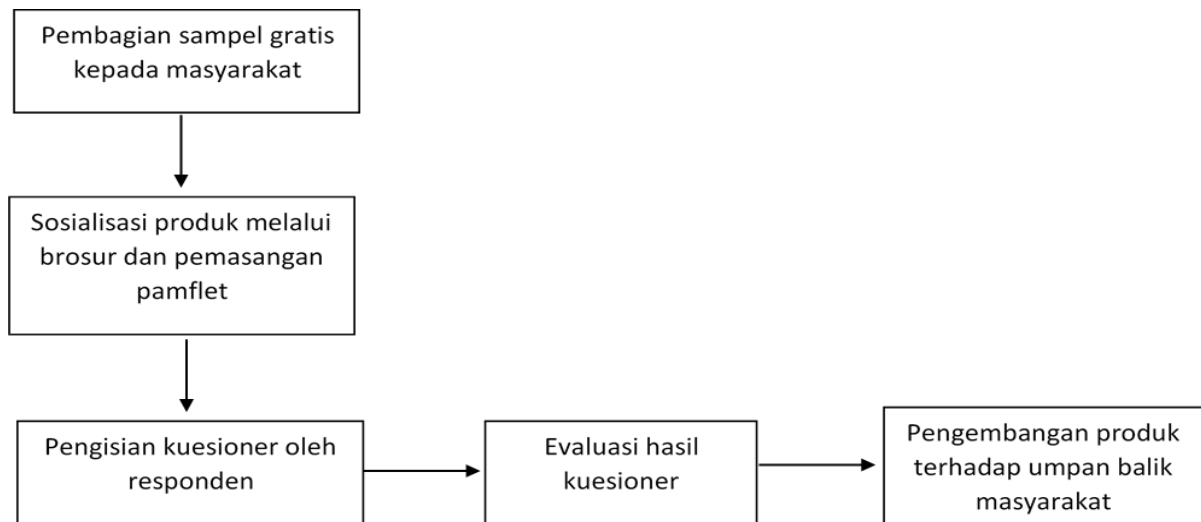 Pembagian sampel gratis
kepada masyarakat
Sosialisasi produk melalui
brosur dan pemasangan
pamflet
Pengisian kuesioner oleh
responden
Evaluasi hasil
kuesioner
Pengembangan produk
terhadap umpan balik
masyarakat